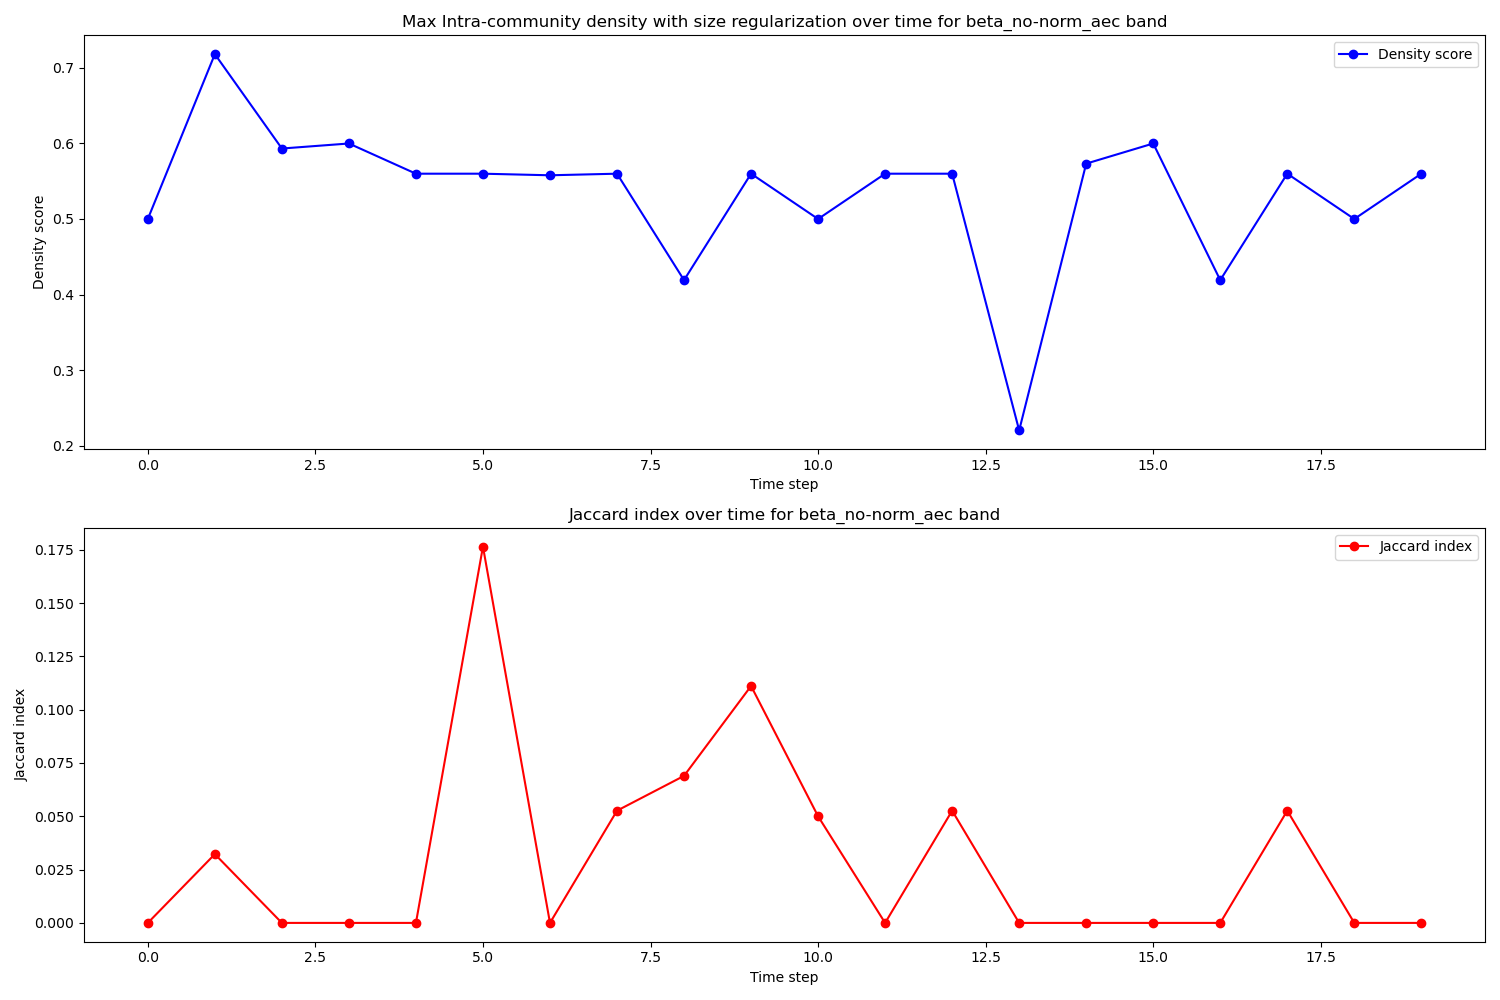 Max Intra-community density with size regularization over time for beta_no-norm_aec band
Density score
0.7
0.6
0.5
0.4
0.3
0.2
Density score
0.0 2.5 5.0 7.5 10.0 12.5 15.0 17.5
Time step
Jaccard index over time for beta_no-norm_aec band
Jaccard index
0.175
0.150
0.125
0.100
0.075
0.050
0.025
0.000
Jaccard index
0.0 2.5 5.0 7.5 10.0 12.5 15.0 17.5
Time step